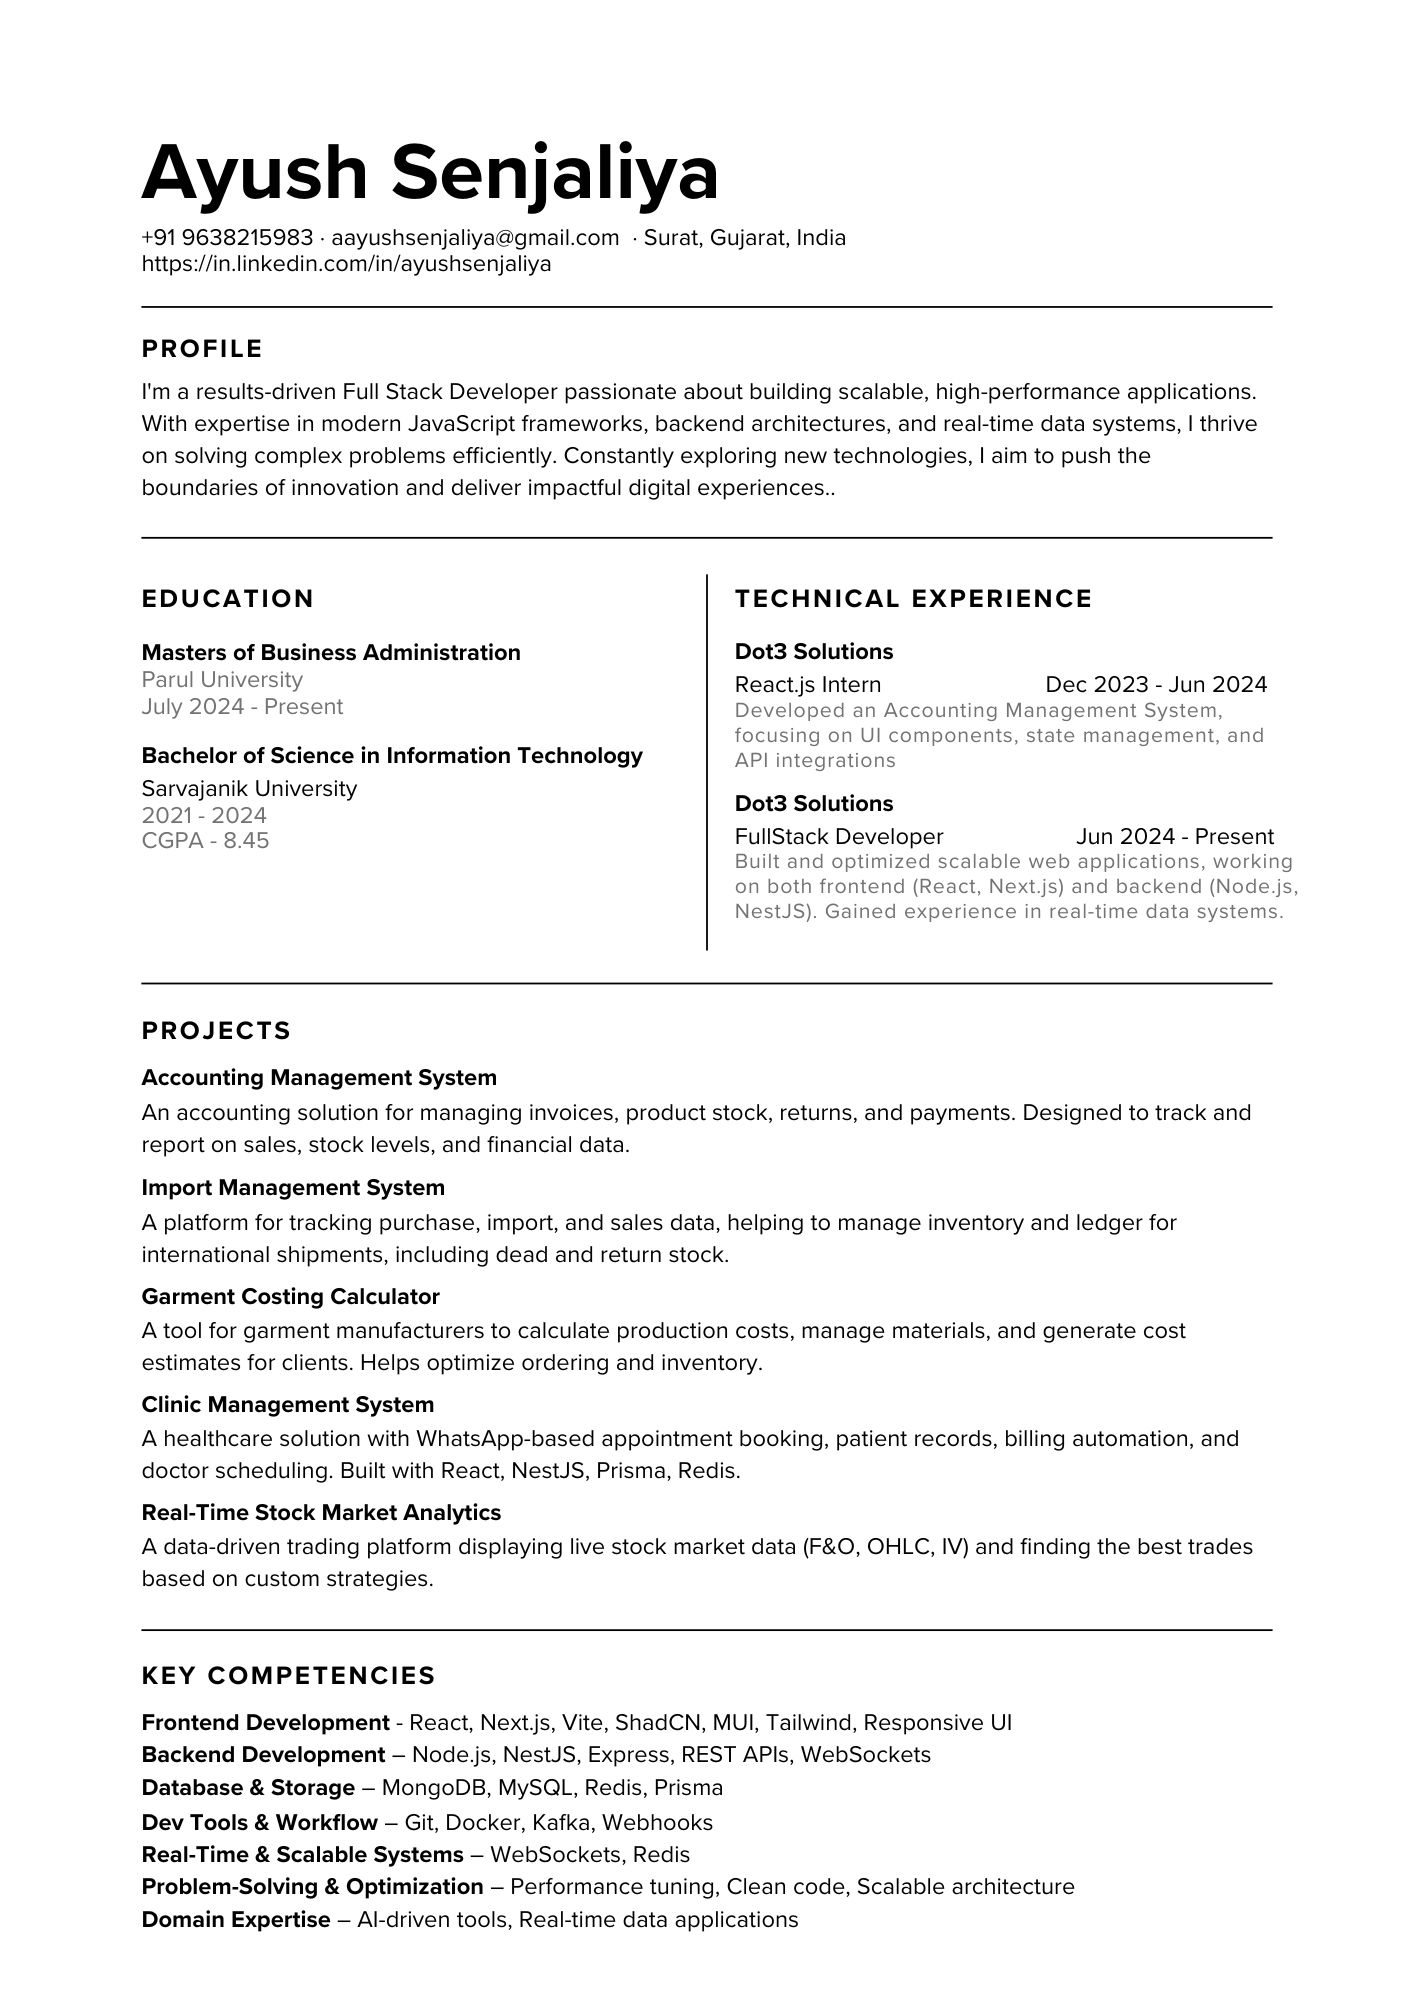 Ayush Senjaliya
+91 9638215983 · aayushsenjaliya@gmail.com · Surat, Gujarat, India
https://in.linkedin.com/in/ayushsenjaliya
PROFILE
I'm a results-driven Full Stack Developer passionate about building scalable, high-performance applications.
With expertise in modern JavaScript frameworks, backend architectures, and real-time data systems, I thrive
on solving complex problems efficiently. Constantly exploring new technologies, I aim to push the
boundaries of innovation and deliver impactful digital experiences..
EDUCATION
Masters of Business Administration
Parul University
July 2024 - Present
Bachelor of Science in Information Technology
Sarvajanik University
2021 - 2024
CGPA - 8.45
TECHNICAL EXPERIENCE
Dot3 Solutions
React.js Intern Dec 2023 - Jun 2024
Developed an Accounting Management System,
focusing on UI components, state management, and
API integrations
Dot3 Solutions
FullStack Developer Jun 2024 - Present
Built and optimized scalable web applications, working
on both frontend (React, Next.js) and backend (Node.js,
NestJS). Gained experience in real-time data systems.
PROJECTS
Accounting Management System
An accounting solution for managing invoices, product stock, returns, and payments. Designed to track and
report on sales, stock levels, and financial data.
Import Management System
A platform for tracking purchase, import, and sales data, helping to manage inventory and ledger for
international shipments, including dead and return stock.
Garment Costing Calculator
A tool for garment manufacturers to calculate production costs, manage materials, and generate cost
estimates for clients. Helps optimize ordering and inventory.
Clinic Management System
A healthcare solution with WhatsApp-based appointment booking, patient records, billing automation, and
doctor scheduling. Built with React, NestJS, Prisma, Redis.
Real-Time Stock Market Analytics
A data-driven trading platform displaying live stock market data (F&O, OHLC, IV) and finding the best trades
based on custom strategies.
KEY COMPETENCIES
Frontend Development - React, Next.js, Vite, ShadCN, MUI, Tailwind, Responsive UI
Backend Development – Node.js, NestJS, Express, REST APIs, WebSockets
Database & Storage – MongoDB, MySQL, Redis, Prisma
Dev Tools & Workflow – Git, Docker, Kafka, Webhooks
Real-Time & Scalable Systems – WebSockets, Redis
Problem-Solving & Optimization – Performance tuning, Clean code, Scalable architecture
Domain Expertise – AI-driven tools, Real-time data applications